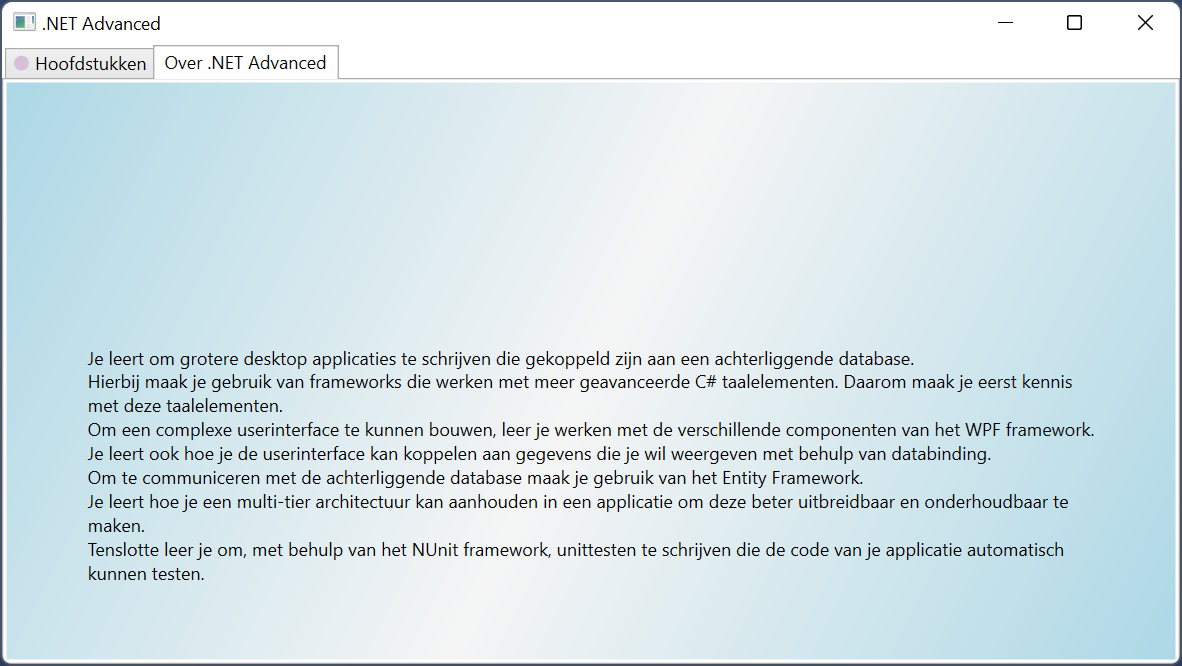 .NET Advanced
Hoofdstukken
Over .NET Advanced
Je leert om grotere desktop applicaties te schrijven die gekoppeld zijn aan een achterliggende database.
Hierbij maak je gebruik van frameworks die werken met meer geavanceerde C# taalelementen. Daarom maak je eerst kennis
met deze taalelementen.
Om een complexe userinterface te kunnen bouwen, leer je werken met de verschillende componenten van het WPF framework.
Je leert ook hoe je de userinterface kan koppelen aan gegevens die je wil weergeven met behulp van databinding.
Om te communiceren met de achterliggende database maak je gebruik van het Entity Framework.
Je leert hoe je een multi-tier architectuur kan aanhouden in een applicatie om deze beter uitbreidbaar en onderhoudbaar te
maken.
Tenslotte leer je om, met behulp van het NUnit framework, unittesten te schrijven die de code van je applicatie automatisch
kunnen testen.